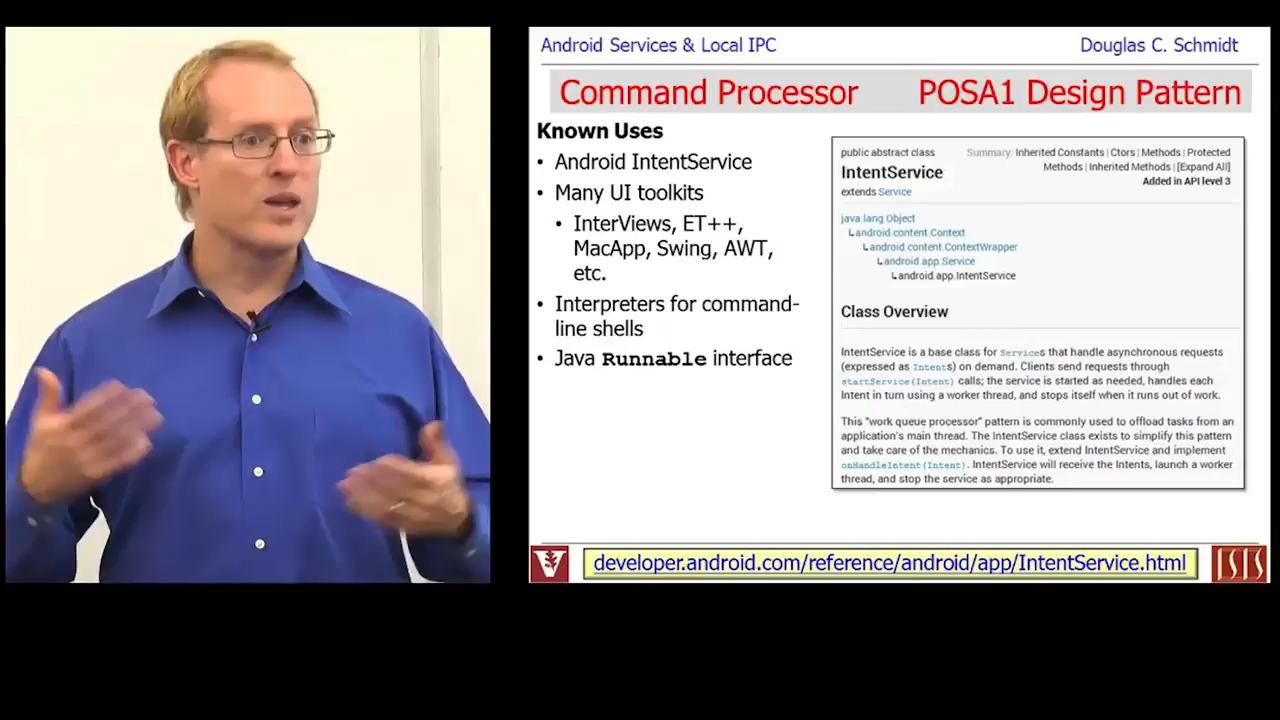 Android Services & Local IPC
Douglas C. Schmidt
Command Processor
POSA1 Design Pattern
Known Uses
• Android IntentService
• Many UI toolkits
• InterViews, ET++,
MacApp, Swing, AWT,
etc.
• Interpreters for command-
line shells
• Java Runnable interface
public abstract class
Summary: Inherited Constants | Ctors | Methods | Protected
Methods | Inherited Methods | [Expand All]
IntentService
Added in API level 3
extends Service
java.lang.Object
↳android.content.Context
↳android.content.ContextWrapper
↳android.app.Service
↳android.app.IntentService
Class Overview
IntentService is a base class for Services that handle asynchronous requests
(expressed as Intents) on demand. Clients send requests through
startService(Intent) calls; the service is started as needed, handles each
Intent in turn using a worker thread, and stops itself when it runs out of work.
This "work queue processor" pattern is commonly used to offload tasks from an
application's main thread. The IntentService class exists to simplify this pattern
and take care of the mechanics. To use it, extend IntentService and implement
onHandleIntent(Intent). IntentService will receive the Intents, launch a worker
thread, and stop the service as appropriate.
developer.android.com/reference/android/app/IntentService.html
V
ISIS